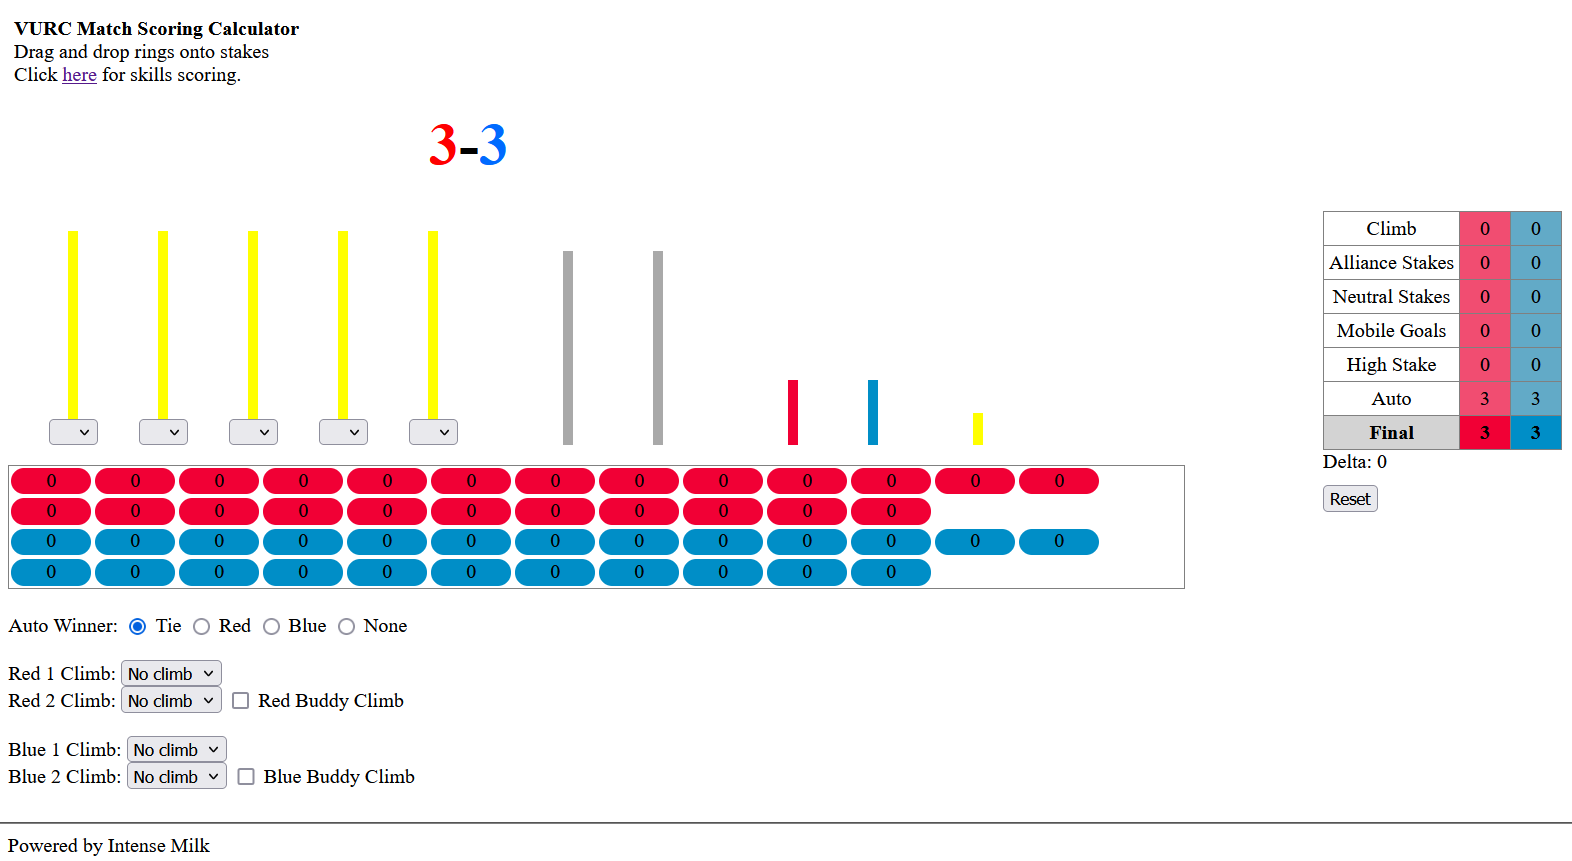 VURC Match Scoring Calculator
Drag and drop rings onto stakes
Click here for skills scoring.
3-3
Climb 0 0
Alliance Stakes 0 0
Neutral Stakes 0 0
Mobile Goals 0 0
High Stake 0 0
Auto 3 3
Final 3 3
Delta: 0
Reset
0 0 0 0 0 0 0 0 0 0 0 0 0
0 0 0 0 0 0 0 0 0 0 0
0 0 0 0 0 0 0 0 0 0 0 0 0
0 0 0 0 0 0 0 0 0 0 0
Auto Winner: Tie Red Blue None
Red 1 Climb: No climb
Red 2 Climb: No climb Red Buddy Climb
Blue 1 Climb: No climb
Blue 2 Climb: No climb Blue Buddy Climb
Powered by Intense Milk